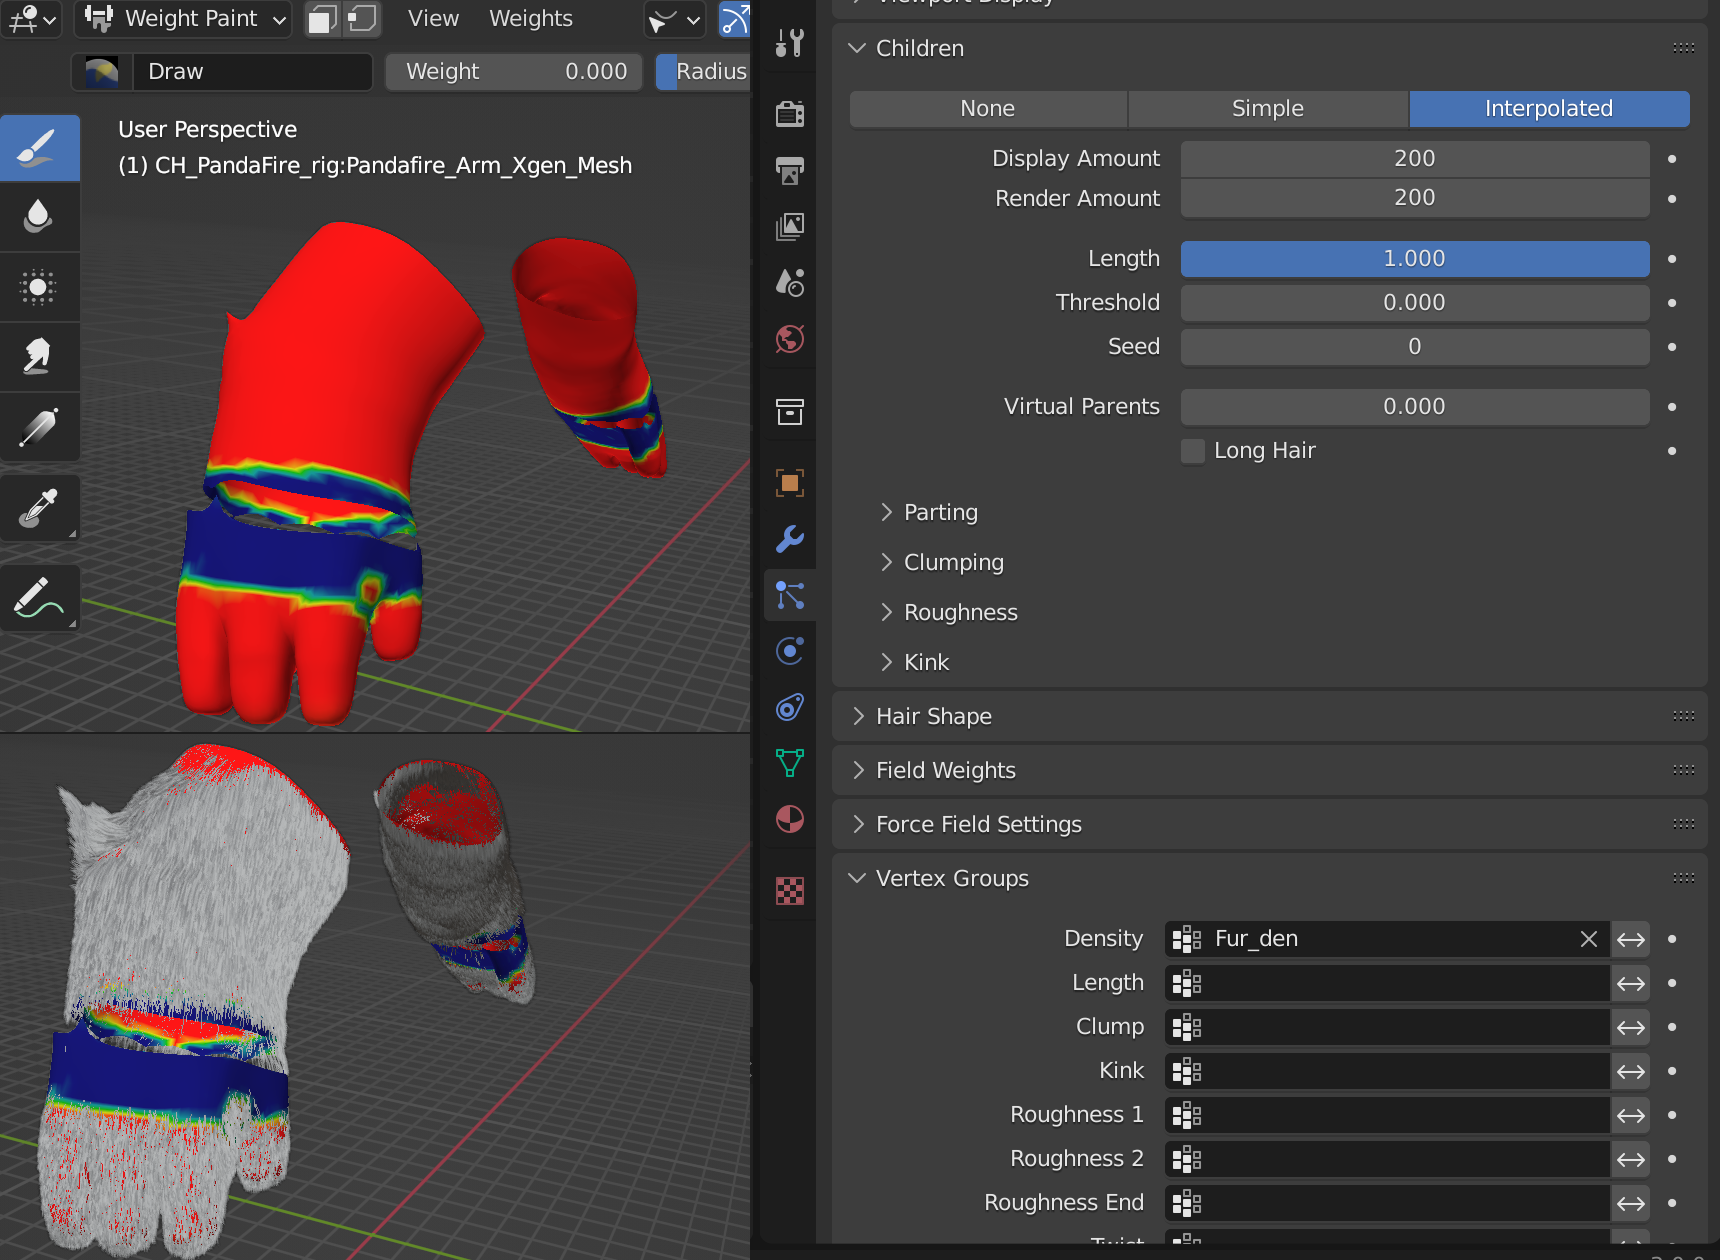 Weight Paint View Weights
Draw Weight 0.000 Radius
User Perspective
(1) CH_PandaFire_rig:Pandafire_Arm_Xgen_Mesh
Viewport Display
Children
None Simple Interpolated
Display Amount 200
Render Amount 200
Length 1.000
Threshold 0.000
Seed 0
Virtual Parents 0.000
Long Hair
Parting
Clumping
Roughness
Kink
Hair Shape
Field Weights
Force Field Settings
Vertex Groups
Density Fur_den
Length
Clump
Kink
Roughness 1
Roughness 2
Roughness End
Twist